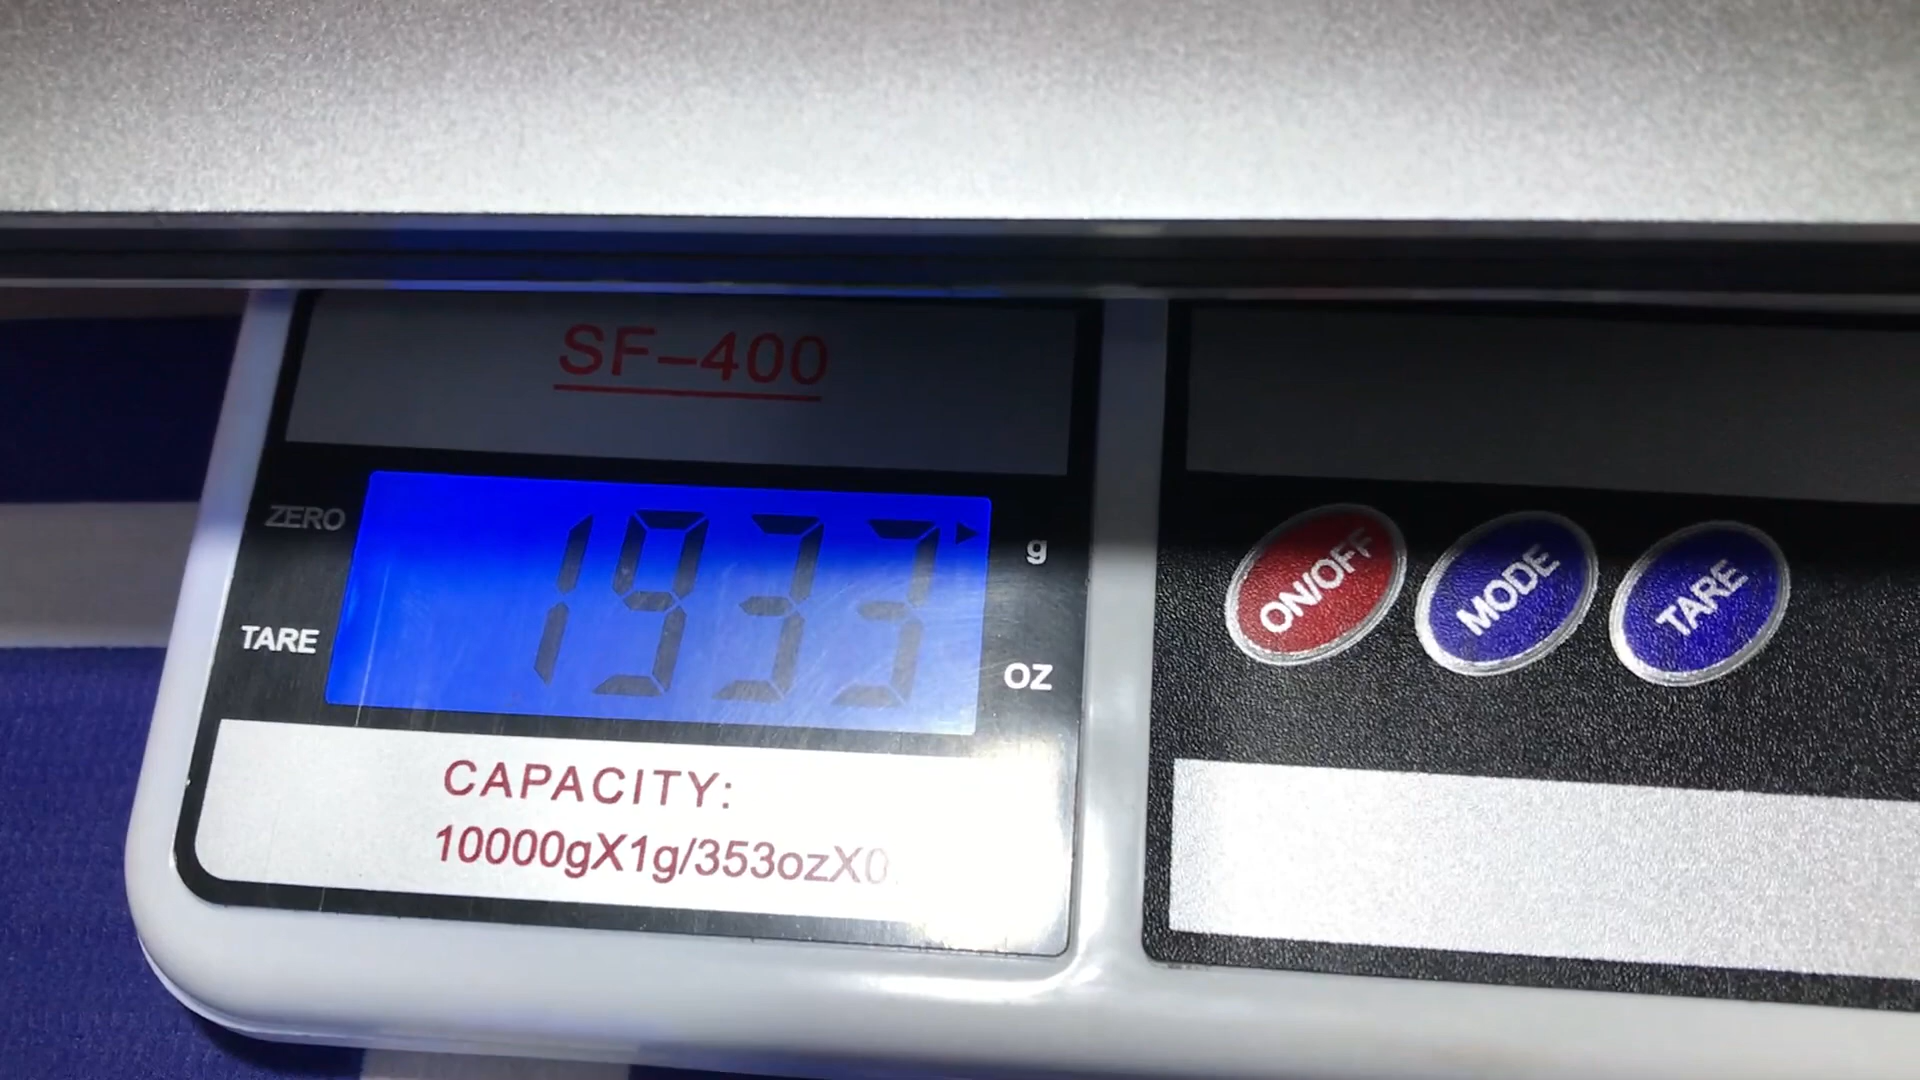 SF-400
ZERO
1933
g
TARE
OZ
CAPACITY:
10000gX1g/353ozX0
ON/OFF
MODE
TARE